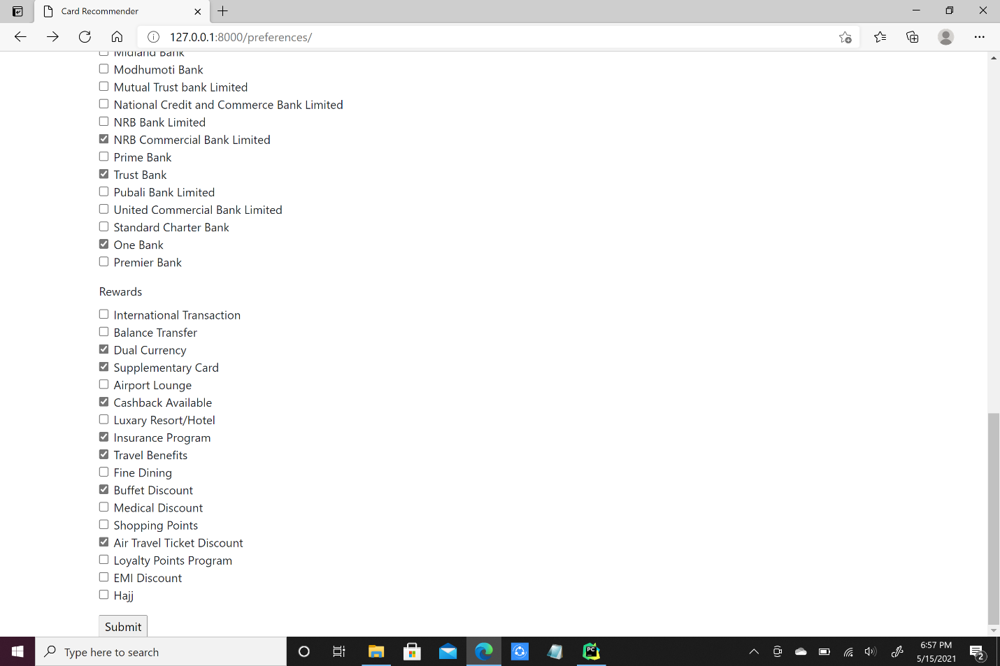 Card Recommender
127.0.0.1:8000/preferences/
Midland Bank
Modhumoti Bank
Mutual Trust bank Limited
National Credit and Commerce Bank Limited
NRB Bank Limited
NRB Commercial Bank Limited
Prime Bank
Trust Bank
Pubali Bank Limited
United Commercial Bank Limited
Standard Charter Bank
One Bank
Premier Bank
Rewards
International Transaction
Balance Transfer
Dual Currency
Supplementary Card
Airport Lounge
Cashback Available
Luxary Resort/Hotel
Insurance Program
Travel Benefits
Fine Dining
Buffet Discount
Medical Discount
Shopping Points
Air Travel Ticket Discount
Loyalty Points Program
EMI Discount
Hajj
Submit
Type here to search
PC
6:57 PM
5/15/2021
2